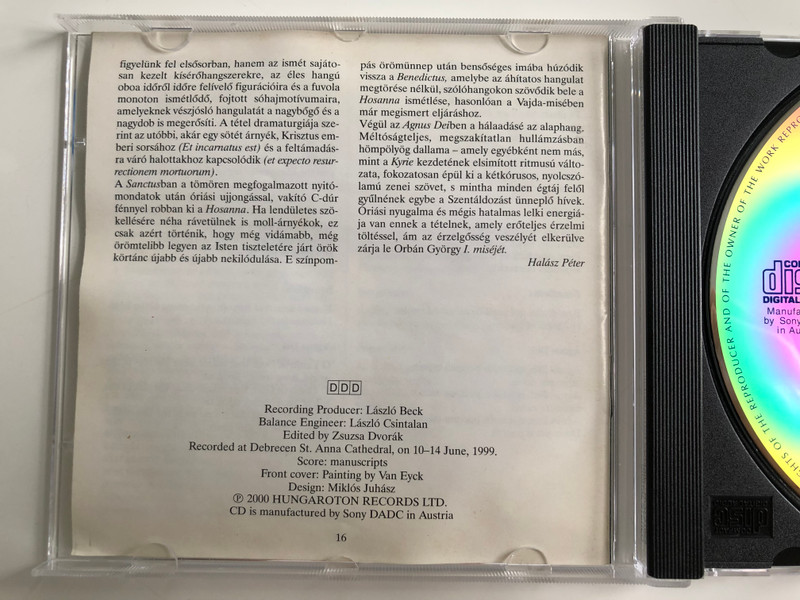 figyelünk fel elsősorban, hanem az ismét sajáto-
san kezelt kísérőhangszerekre, az éles hangú
oboa időről időre felívelő figurációira és a fuvola
monoton ismétlődő, fojtott sóhajmotívumaira,
amelyeknek vészjósló hangulatát a nagybőgő és a
nagydob is megerősíti. A tétel dramaturgiája sze-
rint az utóbbi, akár egy sötét árnyék, Krisztus em-
beri sorsához (Et incarnatus est) és a feltámadás-
ra váró halottakhoz kapcsolódik (et expecto resur-
rectionem mortuorum).
A Sanctusban a tömören megfogalmazott nyitó-
mondatok után óriási ujjongással, vakító C-dúr
fénnyel robban ki a Hosanna. Ha lendületes szö-
kellésére néha rávetülnek is moll-árnyékok, ez
csak azért történik, hogy még vidámabb, még
örömtelibb legyen az Isten tiszteletére járt örök
körtánc újabb és újabb nekilódulása. E színpom-
pás örömünnep után bensőséges imába húzódik
vissza a Benedictus, amelybe az áhítatos hangulat
megtörése nélkül, szólóhangokon szövődik bele a
Hosanna ismétlése, hasonlóan a Vajda-misében
már megismert eljáráshoz.
Végül az Agnus Deiben a hálaadásé az alaphang.
Méltóságteljes, megszakítatlan hullámzásban
hömpölyög dallama – amely egyébként nem más,
mint a Kyrie kezdetének elsimított ritmusú válto-
zata, fokozatosan épül ki a kétkórusos, nyolcszó-
lamú zenei szövet, s mintha minden égtáj felől
gyűlnének egybe a Szentáldozást ünneplő hívek.
Óriási nyugalma és mégis hatalmas lelki energiá-
ja van ennek a tételnek, amely erőteljes érzelmi
töltéssel, ám az érzelgősség veszélyét elkerülve
zárja le Orbán György I. miséjét.
Halász Péter
DDD
Recording Producer: László Beck
Balance Engineer: László Csintalan
Edited by Zsuzsa Dvorák
Recorded at Debrecen St. Anna Cathedral, on 10–14 June, 1999.
Score: manuscripts
Front cover: Painting by Van Eyck
Design: Miklós Juhász
℗ 2000 HUNGAROTON RECORDS LTD.
CD is manufactured by Sony DADC in Austria
16
GHTS OF THE REPRODUCER AND OF THE OWNER OF THE WORK REPRO
COM
dis
DIGITAL
Manufa
by Sony
in Au